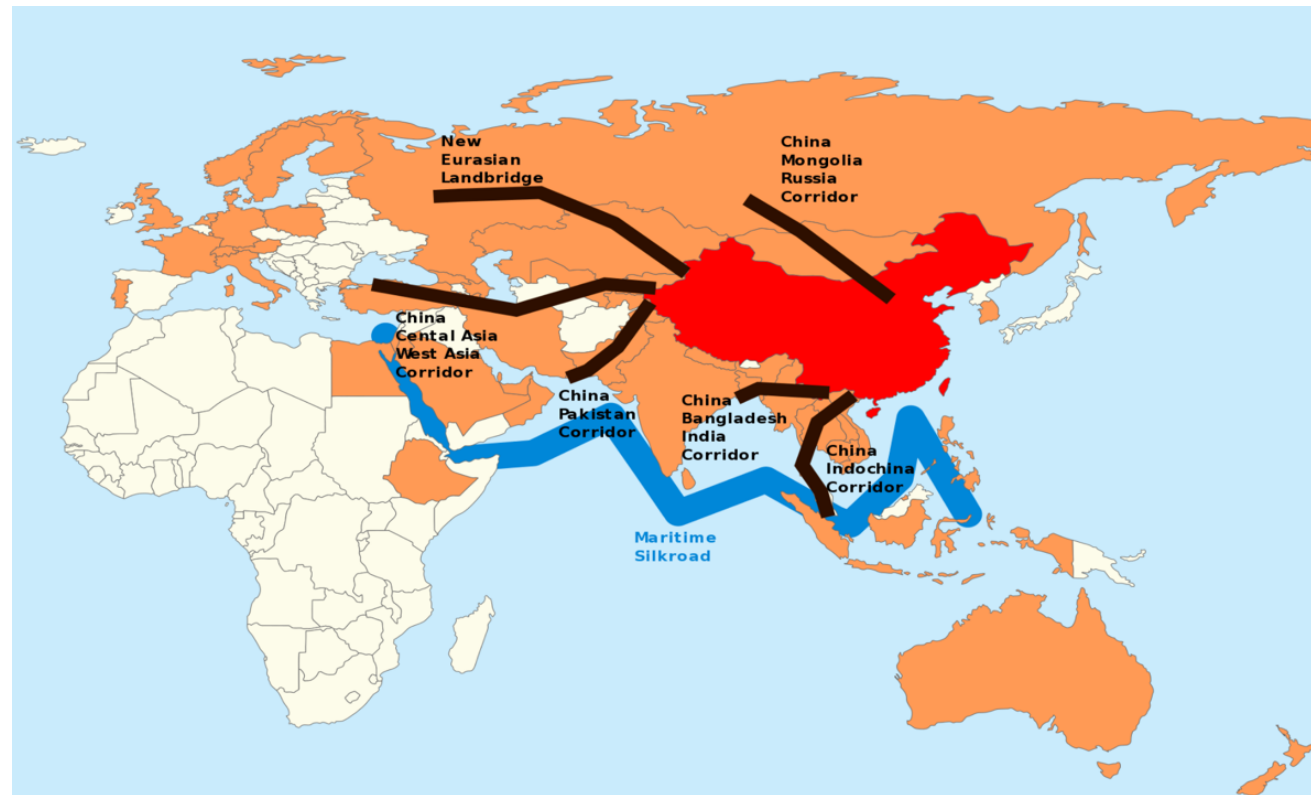 New
Eurasian
Landbridge
China
Mongolia
Russia
Corridor
China
Cental Asia
West Asia
Corridor
China
Pakistan
Corridor
China
Bangladesh
India
Corridor
China
Indochina
Corridor
Maritime
Silkroad